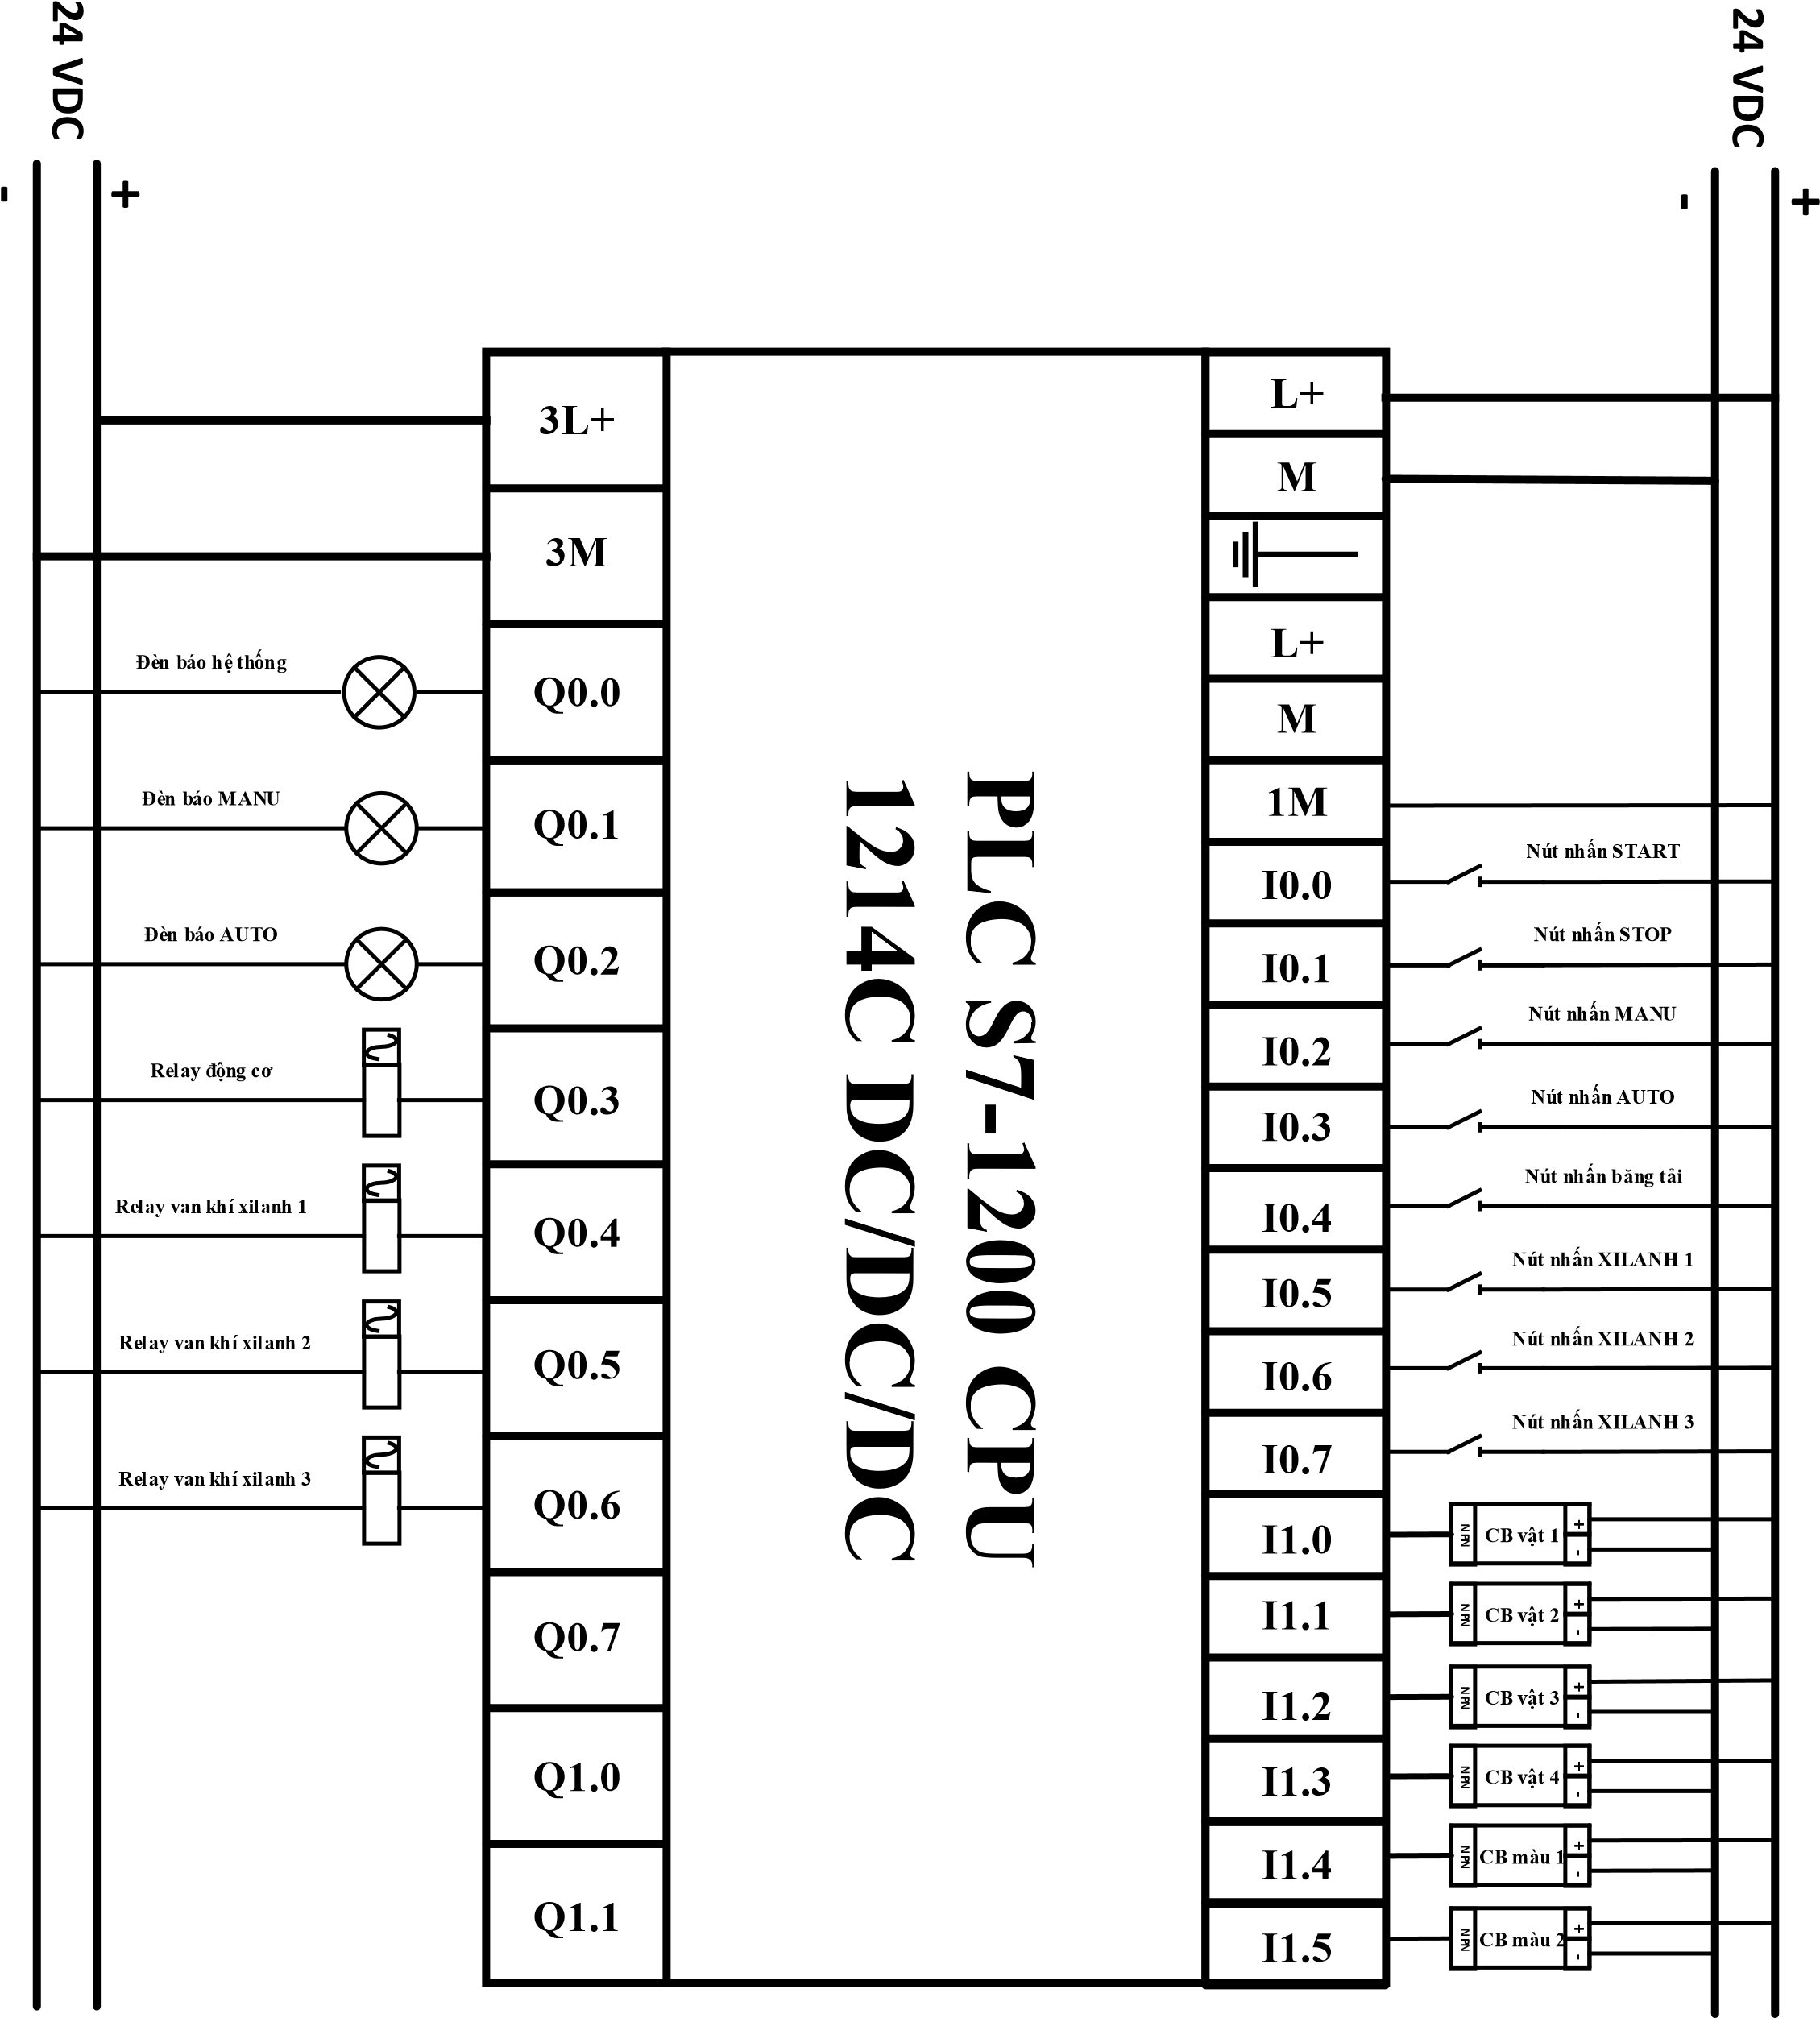 24 VDC
24 VDC
-
+
-
+
3L+
3M
Q0.0
Q0.1
Q0.2
Q0.3
Q0.4
Q0.5
Q0.6
Q0.7
Q1.0
Q1.1
Đèn báo hệ thống
Đèn báo MANU
Đèn báo AUTO
Relay động cơ
Relay van khí xilanh 1
Relay van khí xilanh 2
Relay van khí xilanh 3
PLC S7-1200 CPU
1214C DC/DC/DC
L+
M
L+
M
1M
I0.0
I0.1
I0.2
I0.3
I0.4
I0.5
I0.6
I0.7
I1.0
I1.1
I1.2
I1.3
I1.4
I1.5
Nút nhấn START
Nút nhấn STOP
Nút nhấn MANU
Nút nhấn AUTO
Nút nhấn băng tải
Nút nhấn XILANH 1
Nút nhấn XILANH 2
Nút nhấn XILANH 3
NPN CB vật 1 + -
NPN CB vật 2 + -
NPN CB vật 3 + -
NPN CB vật 4 + -
NPN CB màu 1 + -
NPN CB màu 2 + -